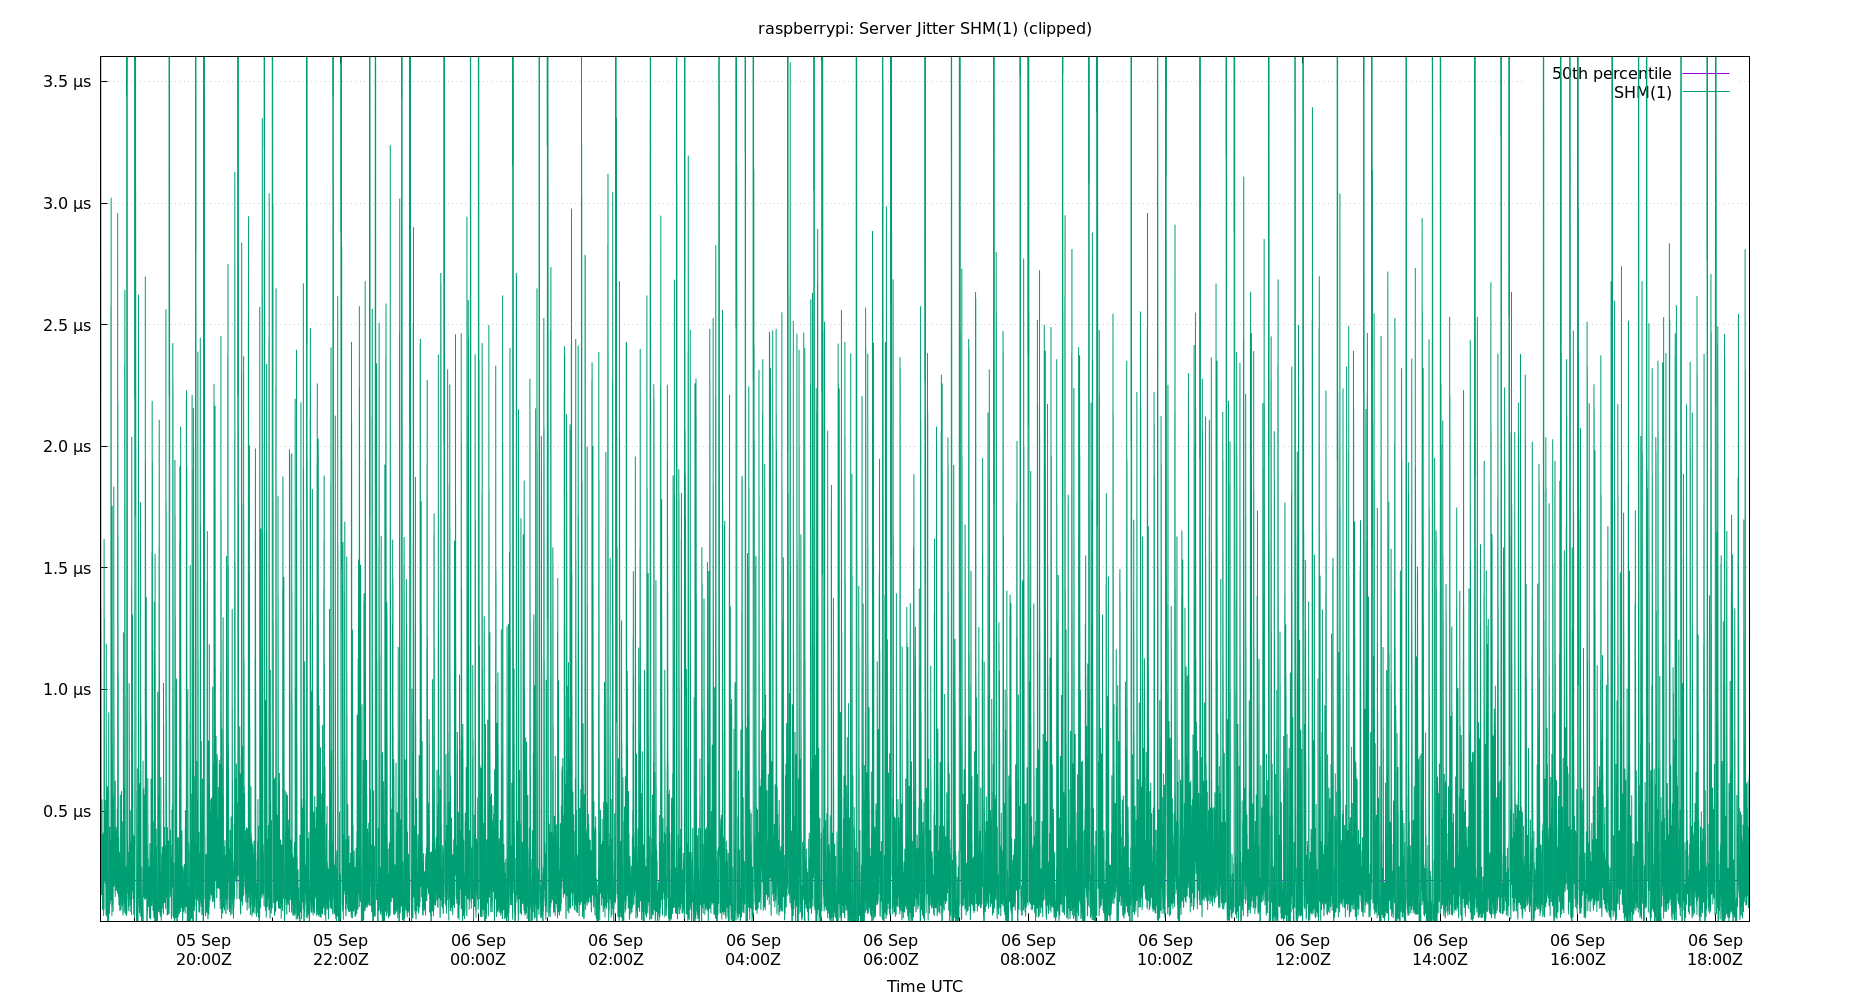 raspberrypi: Server Jitter SHM(1) (clipped)
3.5 µs
3.0 µs
2.5 µs
2.0 µs
1.5 µs
1.0 µs
0.5 µs
50th percentile
SHM(1)
05 Sep 20:00Z
05 Sep 22:00Z
06 Sep 00:00Z
06 Sep 02:00Z
06 Sep 04:00Z
06 Sep 06:00Z
06 Sep 08:00Z
06 Sep 10:00Z
06 Sep 12:00Z
06 Sep 14:00Z
06 Sep 16:00Z
06 Sep 18:00Z
Time UTC